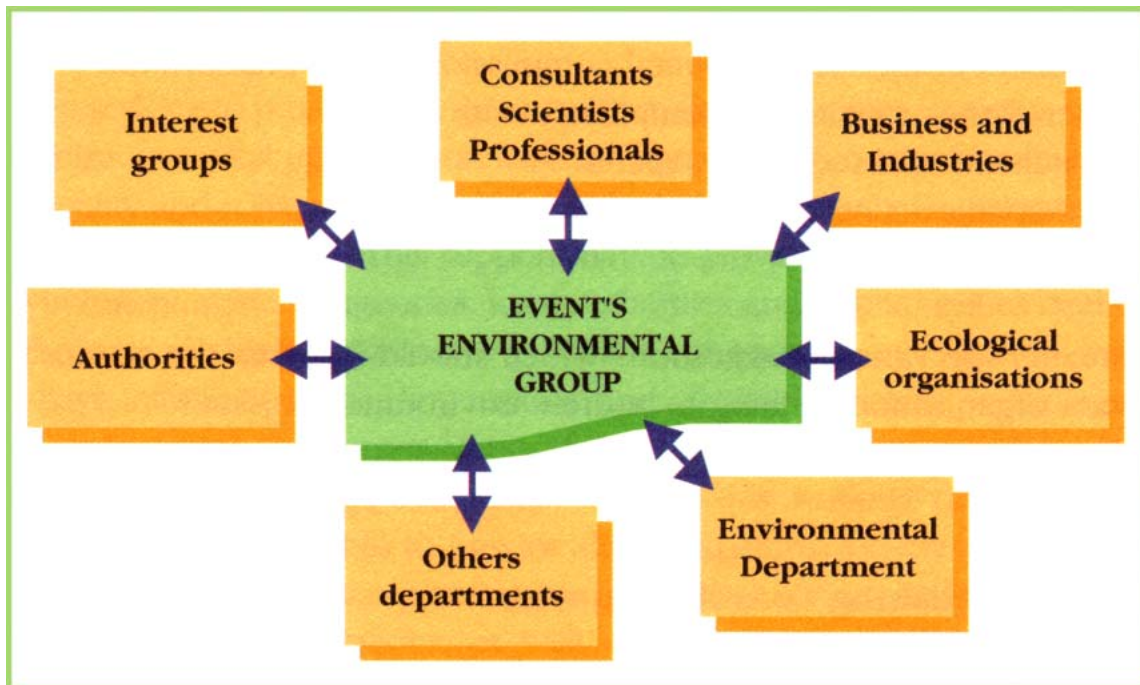 Consultants
Scientists
Professionals
Interest
groups
Business and
Industries
EVENT'S
ENVIRONMENTAL
GROUP
Authorities
Ecological
organisations
Others
departments
Environmental
Department